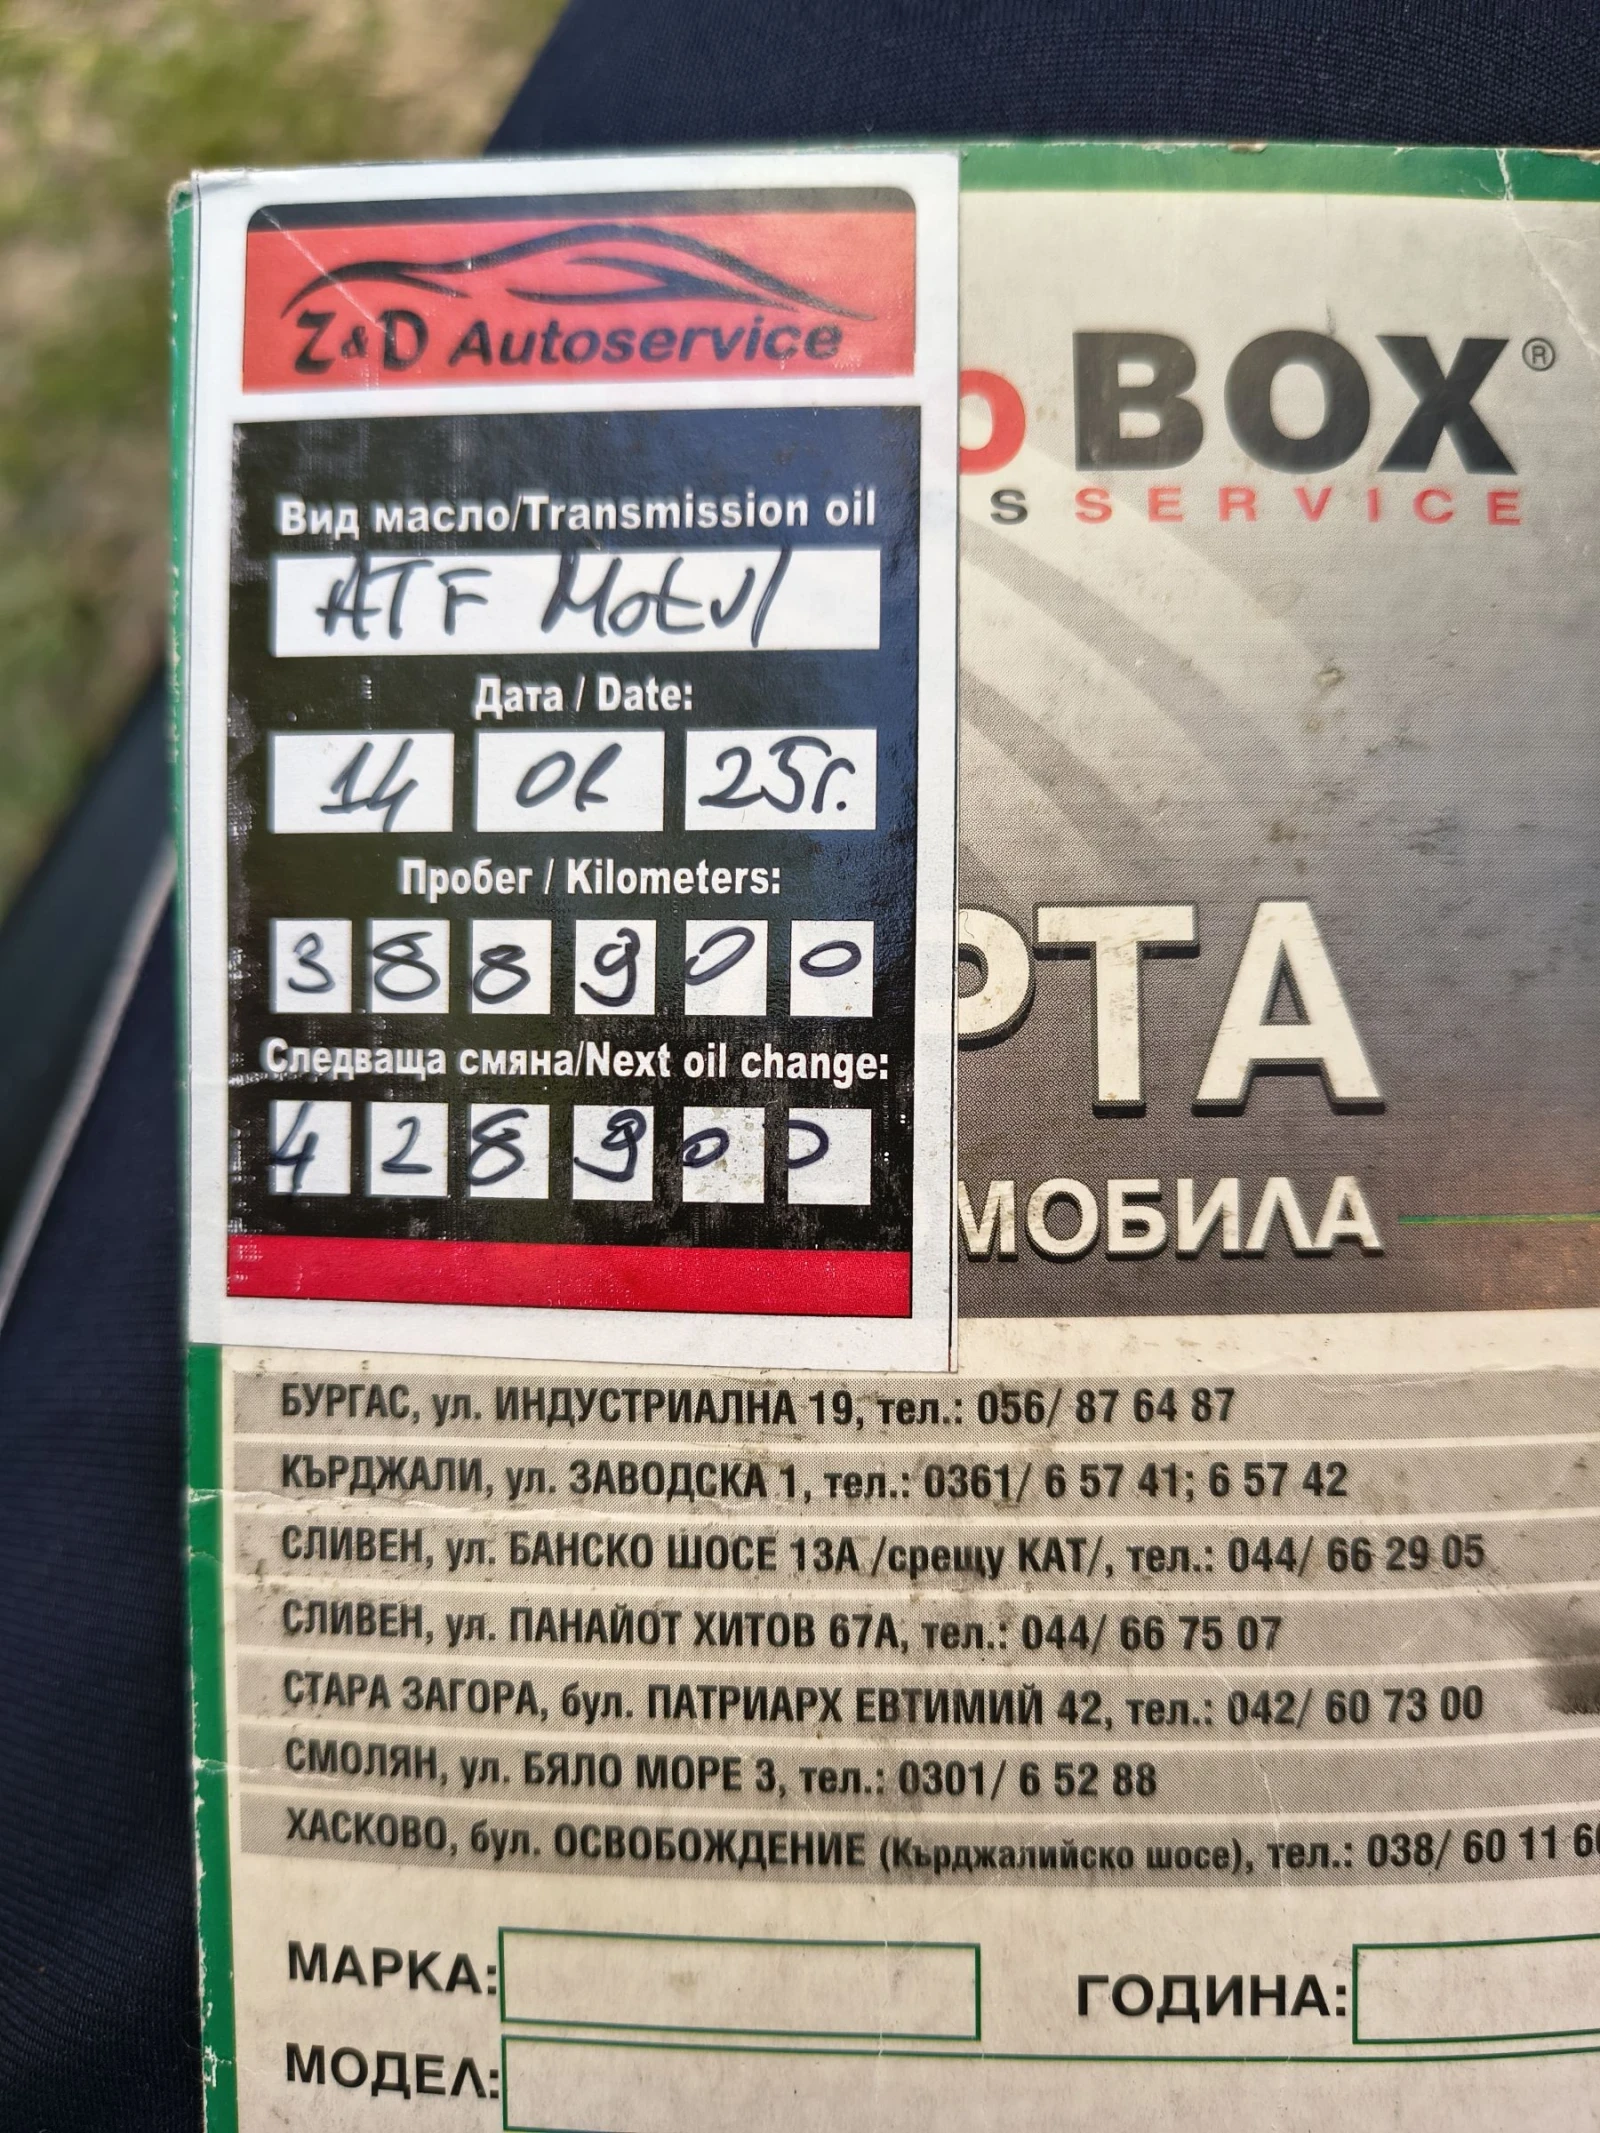 Z&D Autoservice
Вид масло/Transmission oil
ATF Motul
Дата / Date:
14 25г.
Пробег / Kilometers:
388900
Следваща смяна/Next oil change:
428900
BOX®
S SERVICE
РТА
МОБИЛА
БУРГАС, ул. ИНДУСТРИАЛНА 19, тел.: 056/ 87 64 87
КЪРДЖАЛИ, ул. ЗАВОДСКА 1, тел.: 0361/ 6 57 41; 6 57 42
СЛИВЕН, ул. БАНСКО ШОСЕ 13А /срещу КАТ/, тел.: 044/ 66 29 05
СЛИВЕН, ул. ПАНАЙОТ ХИТОВ 67А, тел.: 044/ 66 75 07
СТАРА ЗАГОРА, бул. ПАТРИАРХ ЕВТИМИЙ 42, тел.: 042/ 60 73 00
СМОЛЯН, ул. БЯЛО МОРЕ 3, тел.: 0301/ 6 52 88
ХАСКОВО, бул. ОСВОБОЖДЕНИЕ (Кърджалийско шосе), тел.: 038/ 60 11 6
МАРКА: ГОДИНА:
МОДЕЛ: